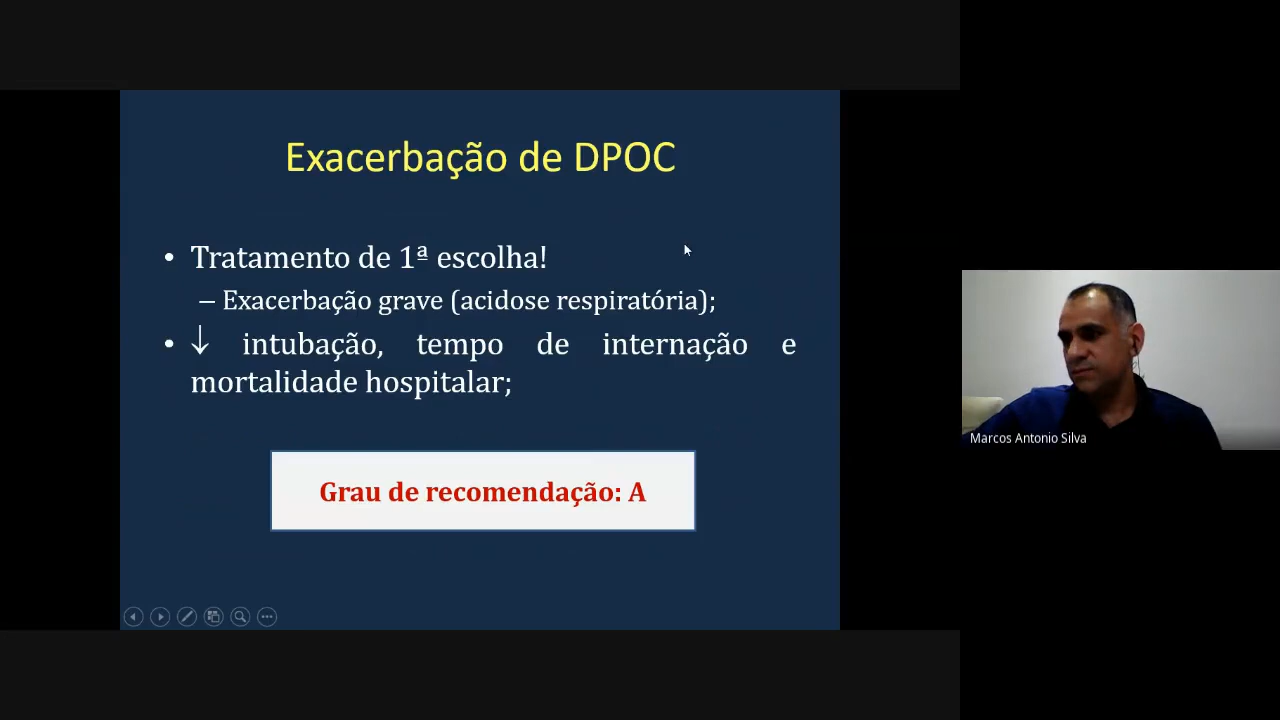 Exacerbação de DPOC
• Tratamento de 1ª escolha!
– Exacerbação grave (acidose respiratória);
• ↓ intubação, tempo de internação e
mortalidade hospitalar;
Grau de recomendação: A
Marcos Antonio Silva